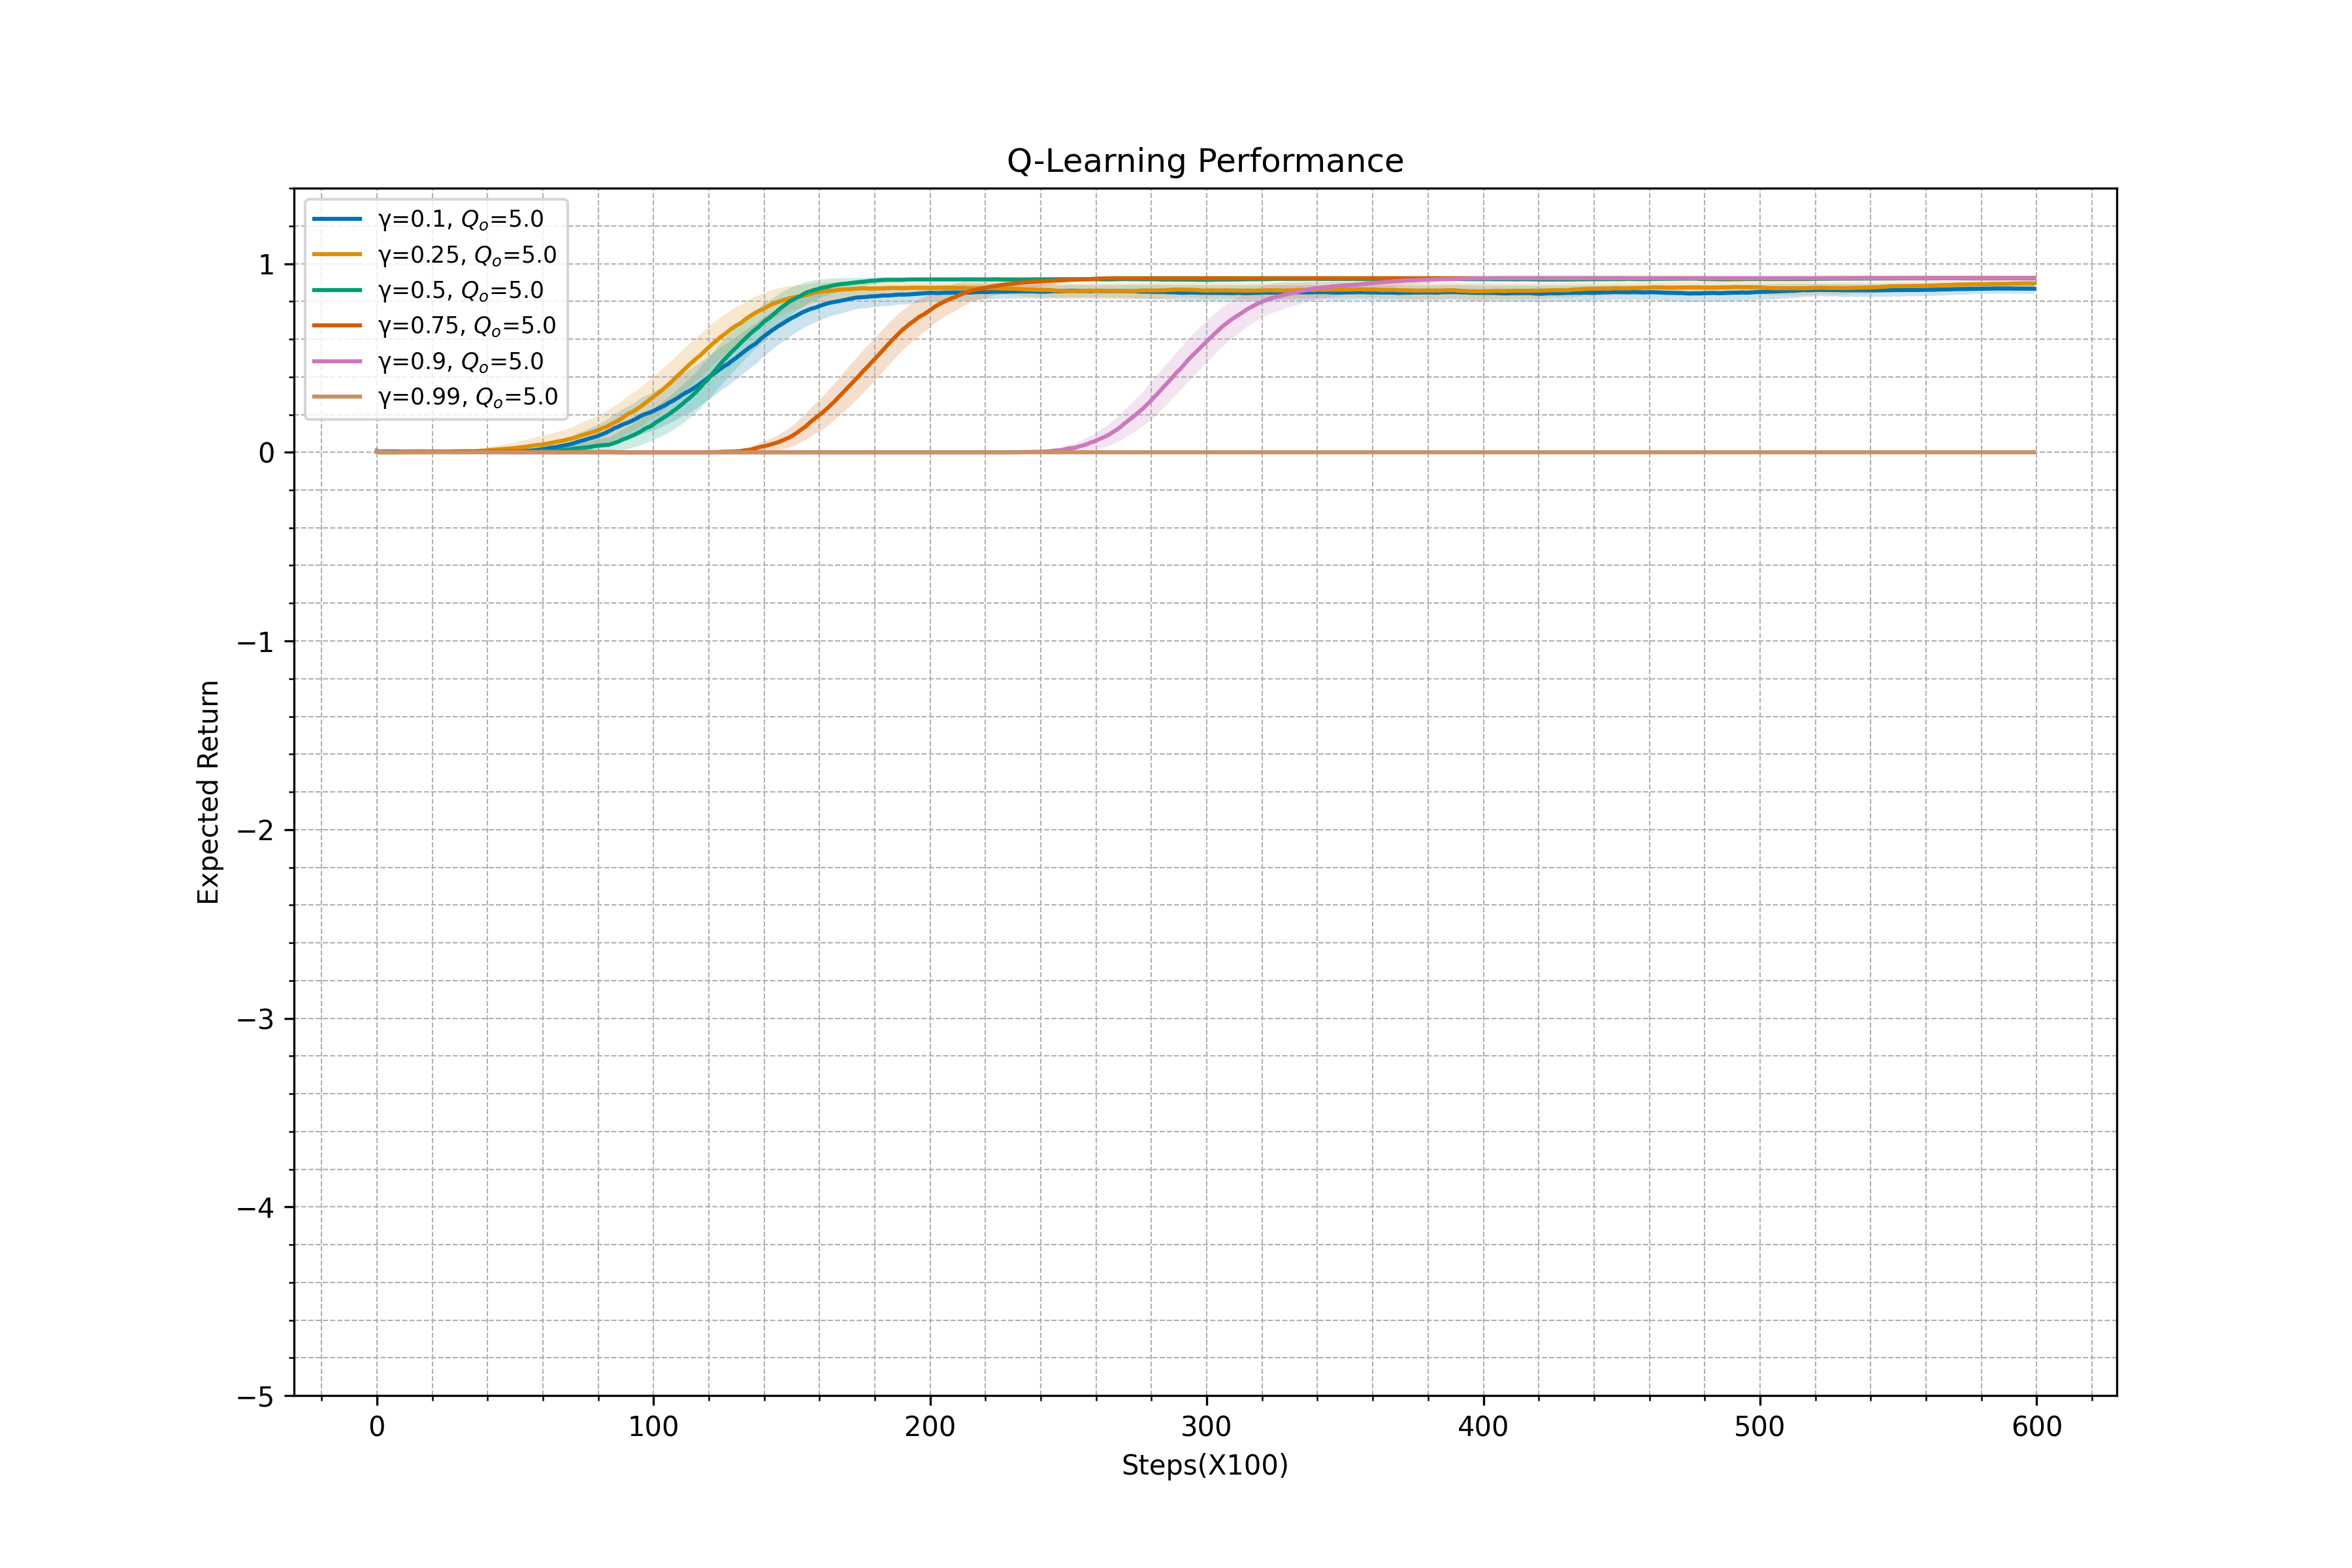 Q-Learning Performance
γ=0.1, Qₒ=5.0
γ=0.25, Qₒ=5.0
γ=0.5, Qₒ=5.0
γ=0.75, Qₒ=5.0
γ=0.9, Qₒ=5.0
γ=0.99, Qₒ=5.0
1
0
−1
−2
−3
−4
−5
Expected Return
0 100 200 300 400 500 600
Steps(X100)